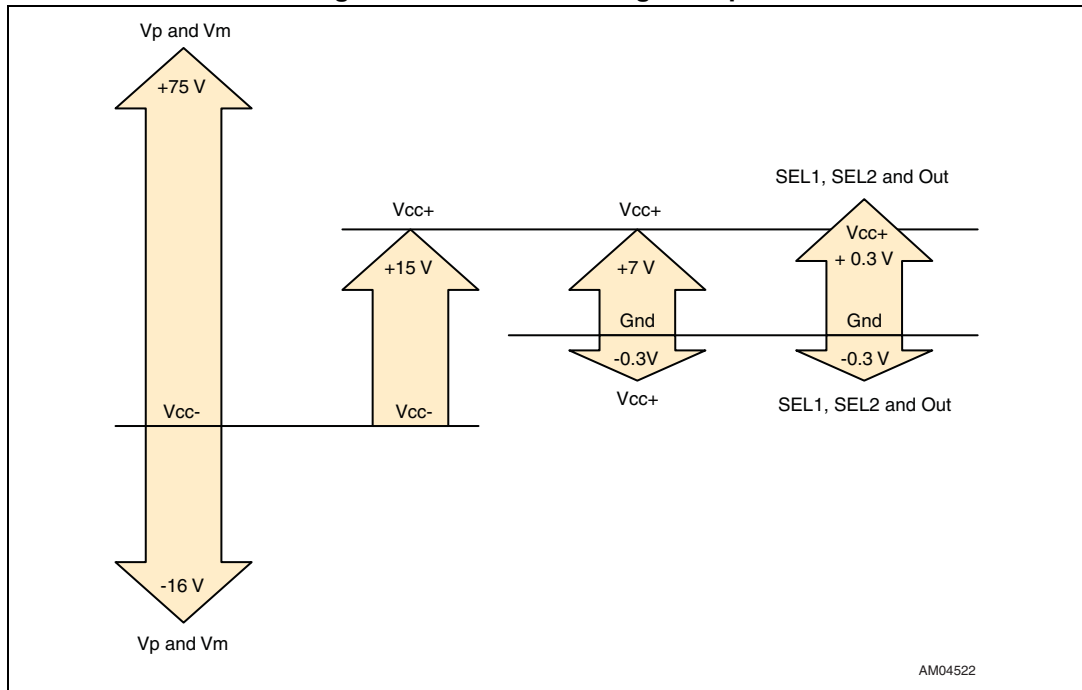 Vp and Vm
+75 V
Vcc-
-16 V
Vp and Vm
Vcc+
+15 V
Vcc-
Vcc+
+7 V
Gnd
-0.3V
Vcc+
SEL1, SEL2 and Out
Vcc+
+ 0.3 V
Gnd
-0.3 V
SEL1, SEL2 and Out
AM04522